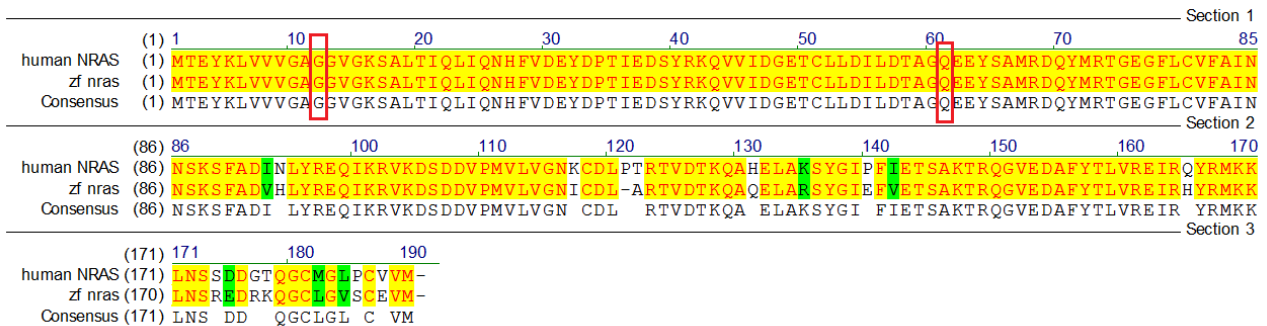 Section 1
(1) 1 10 20 30 40 50 60 70 85
human NRAS (1) MTEYKLVVVGAGGVGKSALTIQLIQNHFVDEYDPTIEDSYRKQVVIDGETCLLDILDTAGQEEYSAMRDQYMRTGEGFLCVFAIN
zf nras (1) MTEYKLVVVGAGGVGKSALTIQLIQNHFVDEYDPTIEDSYRKQVVIDGETCLLDILDTAGQEEYSAMRDQYMRTGEGFLCVFAIN
Consensus (1) MTEYKLVVVGAGGVGKSALTIQLIQNHFVDEYDPTIEDSYRKQVVIDGETCLLDILDTAGQEEYSAMRDQYMRTGEGFLCVFAIN
Section 2
(86) 86 100 110 120 130 140 150 160 170
human NRAS (86) NSKSFADINLYREQIKRVKDSDDVPMVLVGNKCDLPTRTVDTKQAHELAKSYGIPFIETSAKTRQGVEDAFYTLVREIRQYRMKK
zf nras (86) NSKSFADVHLYREQIKRVKDSDDVPMVLVGNICDL-ARTVDTKQAQELARSYGIEFVETSAKTRQGVEDAFYTLVREIRHYRMKK
Consensus (86) NSKSFADI LYREQIKRVKDSDDVPMVLVGN CDL  RTVDTKQA ELAKSYGI FIETSAKTRQGVEDAFYTLVREIR YRMKK
Section 3
(171) 171 180 190
human NRAS (171) LNSSDDGTQGCMGLPCVVM-
zf nras (170) LNSREDRKQGCLGVSCEVM-
Consensus (171) LNS DD  QGCLGL C VM